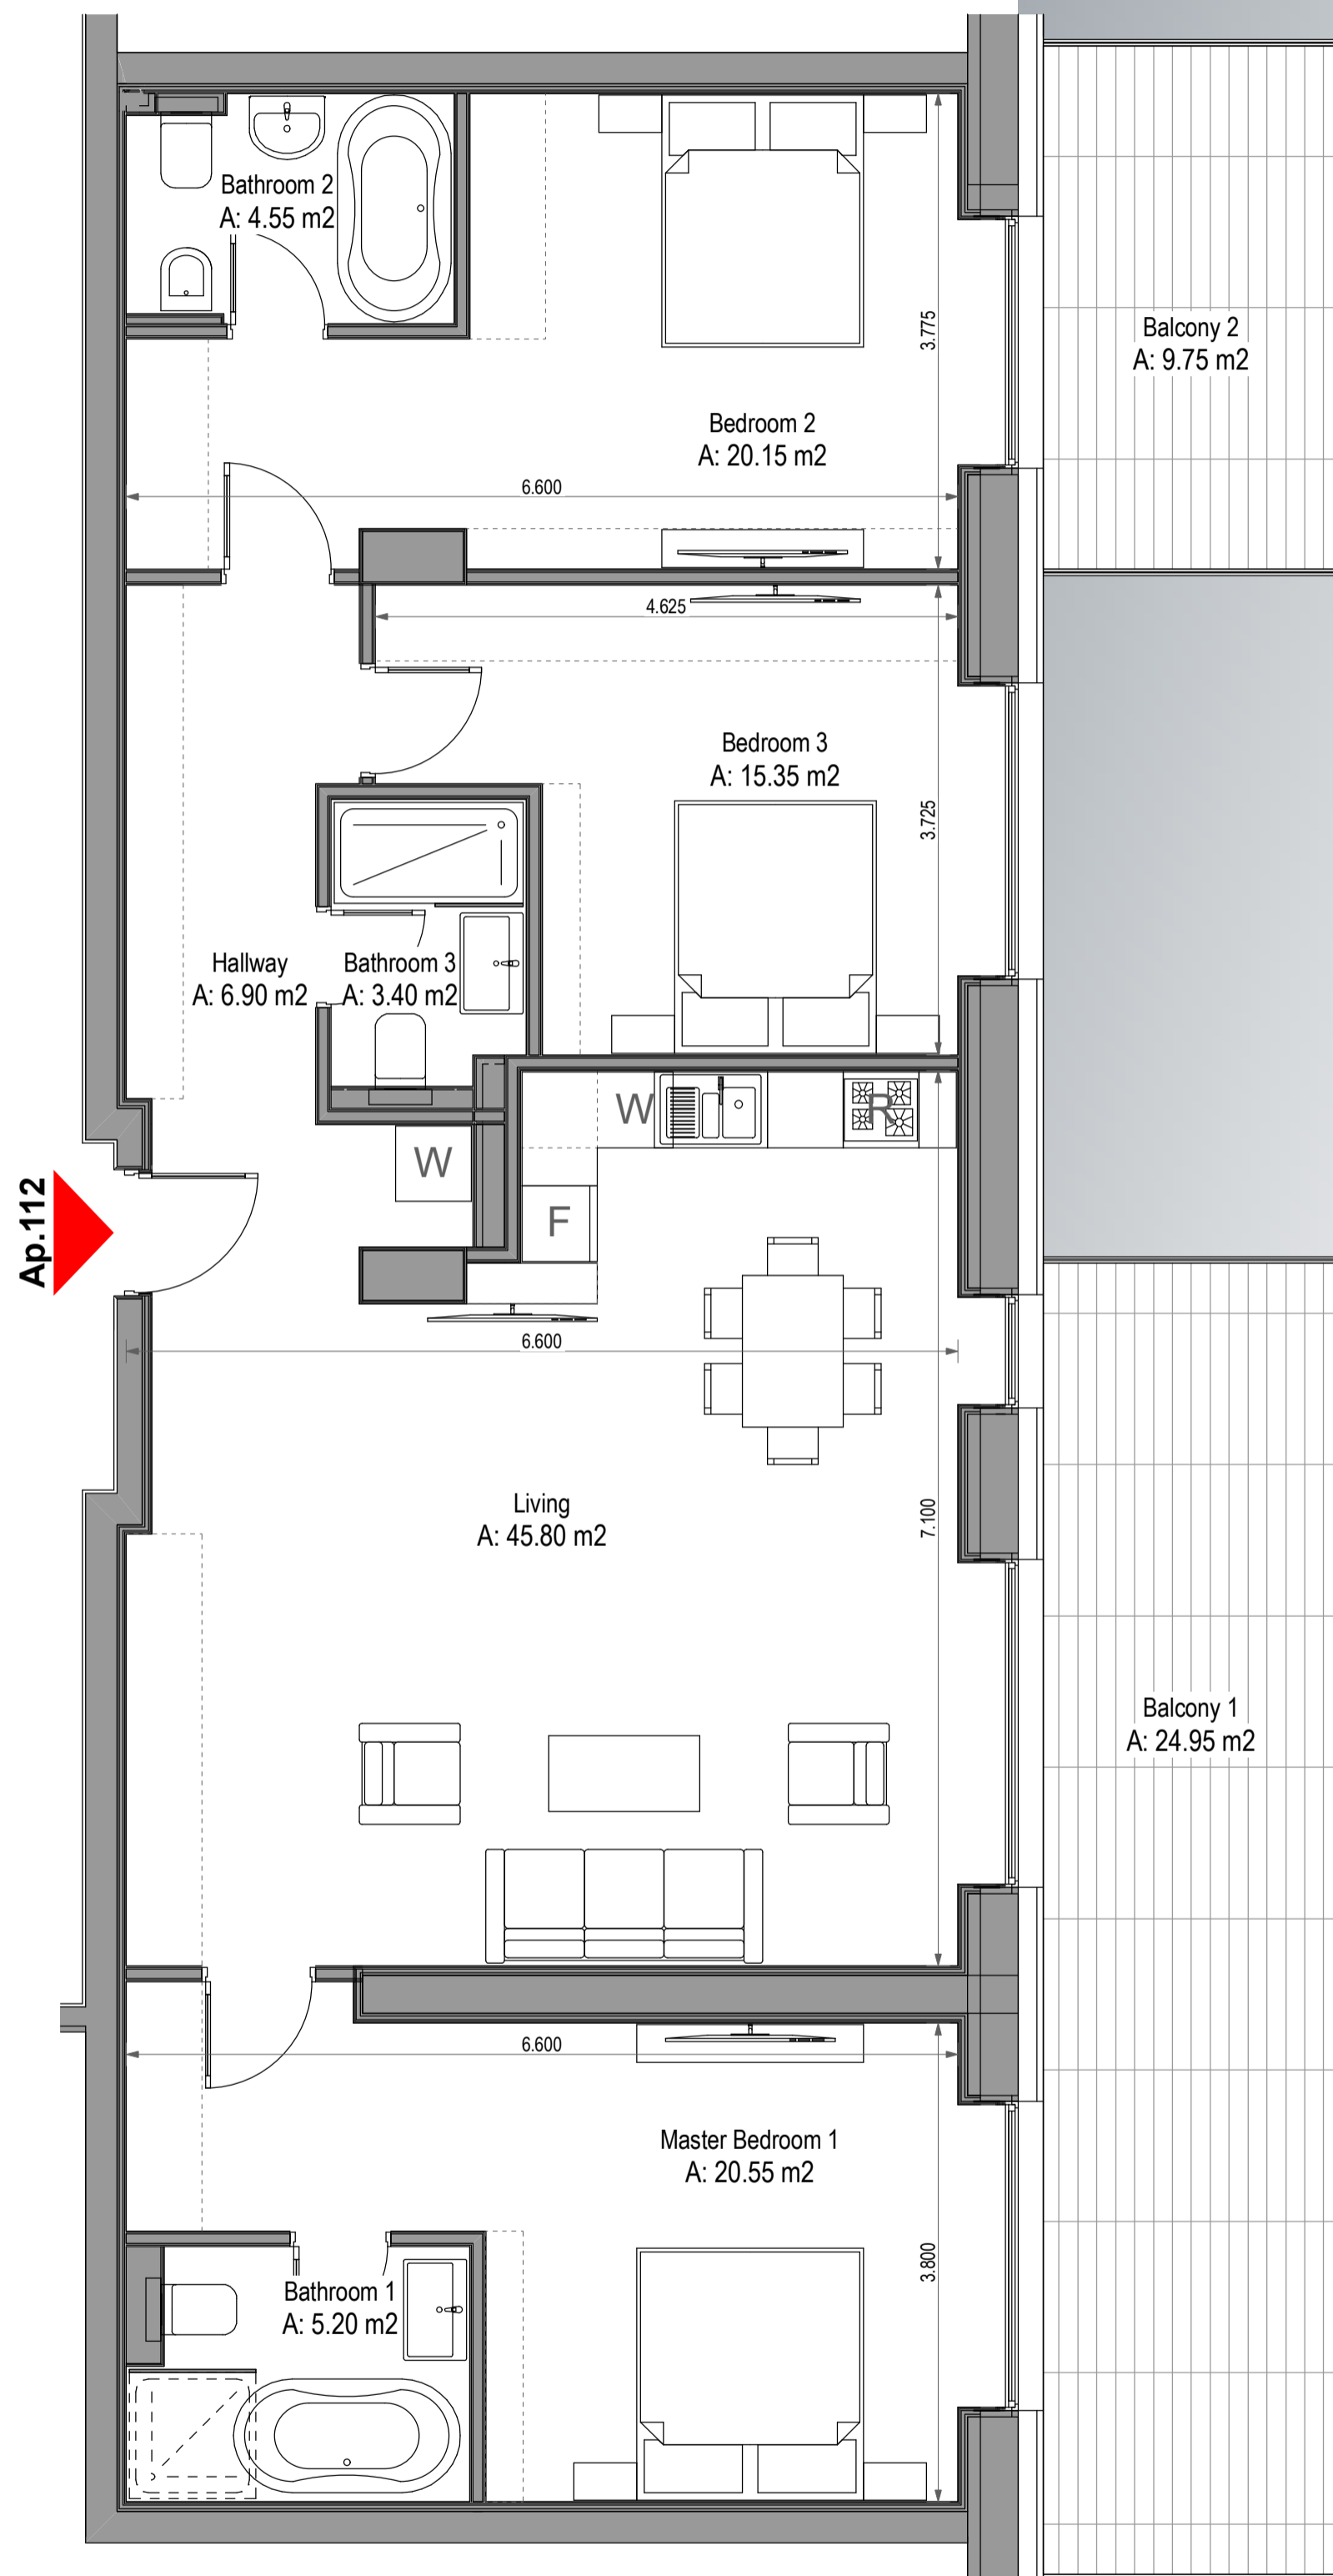 Bathroom 2
A: 4.55 m2
Balcony 2
A: 9.75 m2
3.775
Bedroom 2
A: 20.15 m2
6.600
4.625
Bedroom 3
A: 15.35 m2
3.725
Hallway
A: 6.90 m2
Bathroom 3
A: 3.40 m2
W
R
W
F
Ap.112
6.600
Living
A: 45.80 m2
7.100
Balcony 1
A: 24.95 m2
6.600
Master Bedroom 1
A: 20.55 m2
3.800
Bathroom 1
A: 5.20 m2